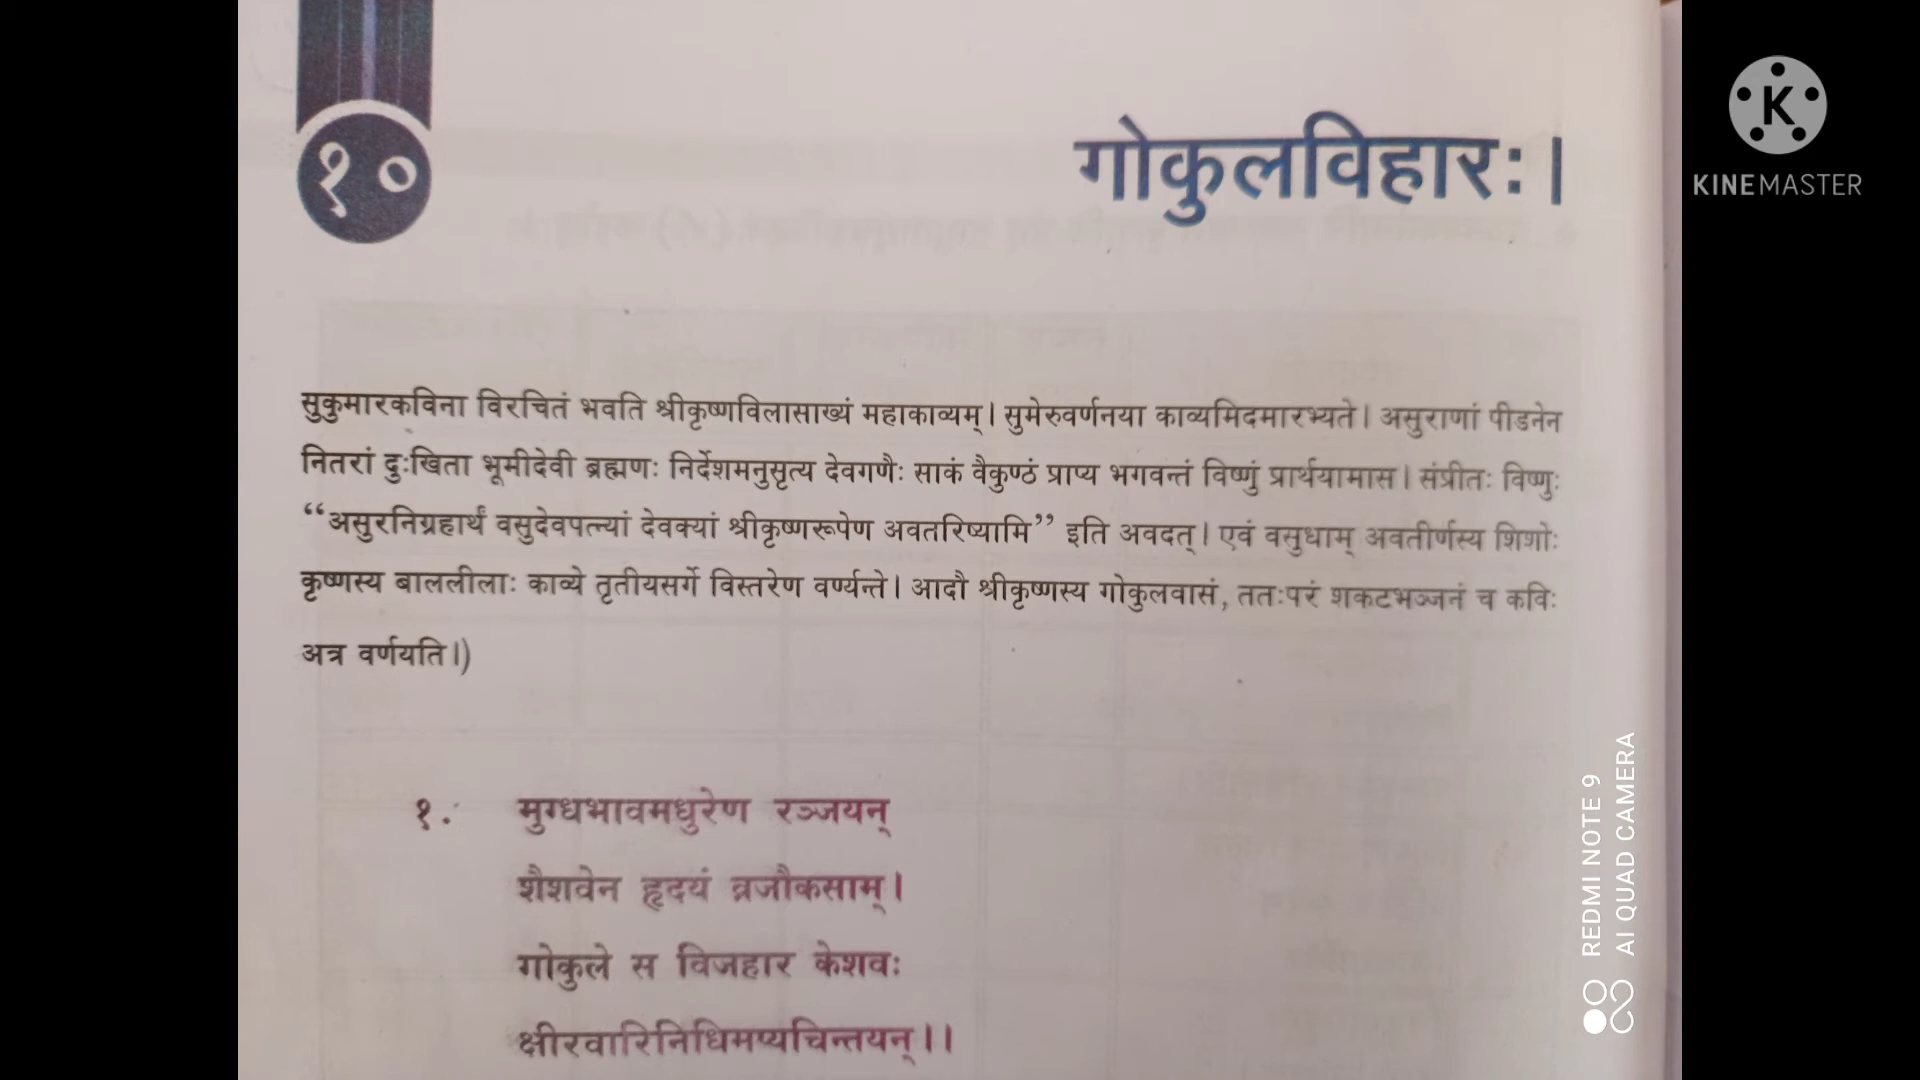 १०
गोकुलविहारः।
KINEMASTER
सुकुमारकविना विरचितं भवति श्रीकृष्णविलासाख्यं महाकाव्यम्। सुमेरुवर्णनया काव्यमिदमारभ्यते। असुराणां पीडनेन
नितरां दुःखिता भूमीदेवी ब्रह्मणः निर्देशमनुसृत्य देवगणैः साकं वैकुण्ठं प्राप्य भगवन्तं विष्णुं प्रार्थयामास। संप्रीतः विष्णुः
“असुरनिग्रहार्थं वसुदेवपत्न्यां देवक्यां श्रीकृष्णरूपेण अवतरिष्यामि” इति अवदत्। एवं वसुधाम् अवतीर्णस्य शिशोः
कृष्णस्य बाललीलाः काव्ये तृतीयसर्गे विस्तरेण वर्ण्यन्ते। आदौ श्रीकृष्णस्य गोकुलवासं, ततःपरं शकटभञ्जनं च कविः
अत्र वर्णयति।)
१. मुग्धभावमधुरेण रञ्जयन्
शैशवेन हृदयं व्रजौकसाम्।
गोकुले स विजहार केशवः
क्षीरवारिनिधिमप्यचिन्तयन्।।
REDMI NOTE 9
AI QUAD CAMERA